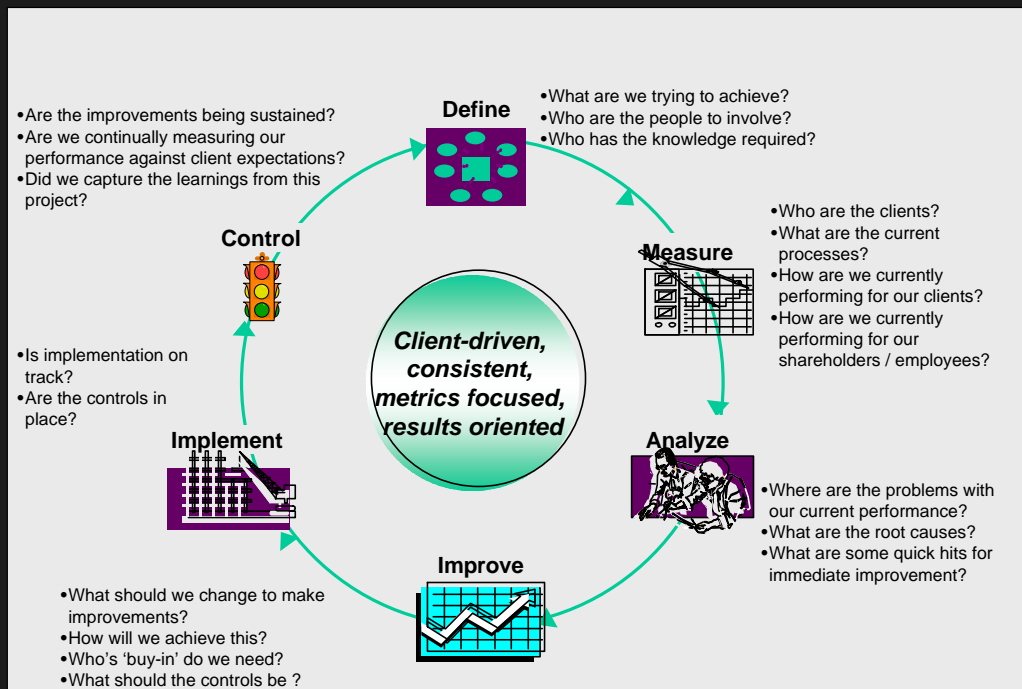 Define
•What are we trying to achieve?
•Who are the people to involve?
•Who has the knowledge required?
Measure
•Who are the clients?
•What are the current
processes?
•How are we currently
performing for our clients?
•How are we currently
performing for our
shareholders / employees?
Analyze
•Where are the problems with
our current performance?
•What are the root causes?
•What are some quick hits for
immediate improvement?
Improve
•What should we change to make
improvements?
•How will we achieve this?
•Who's ‘buy-in’ do we need?
•What should the controls be ?
Implement
•Is implementation on
track?
•Are the controls in
place?
Control
•Are the improvements being sustained?
•Are we continually measuring our
performance against client expectations?
•Did we capture the learnings from this
project?
Client-driven,
consistent,
metrics focused,
results oriented